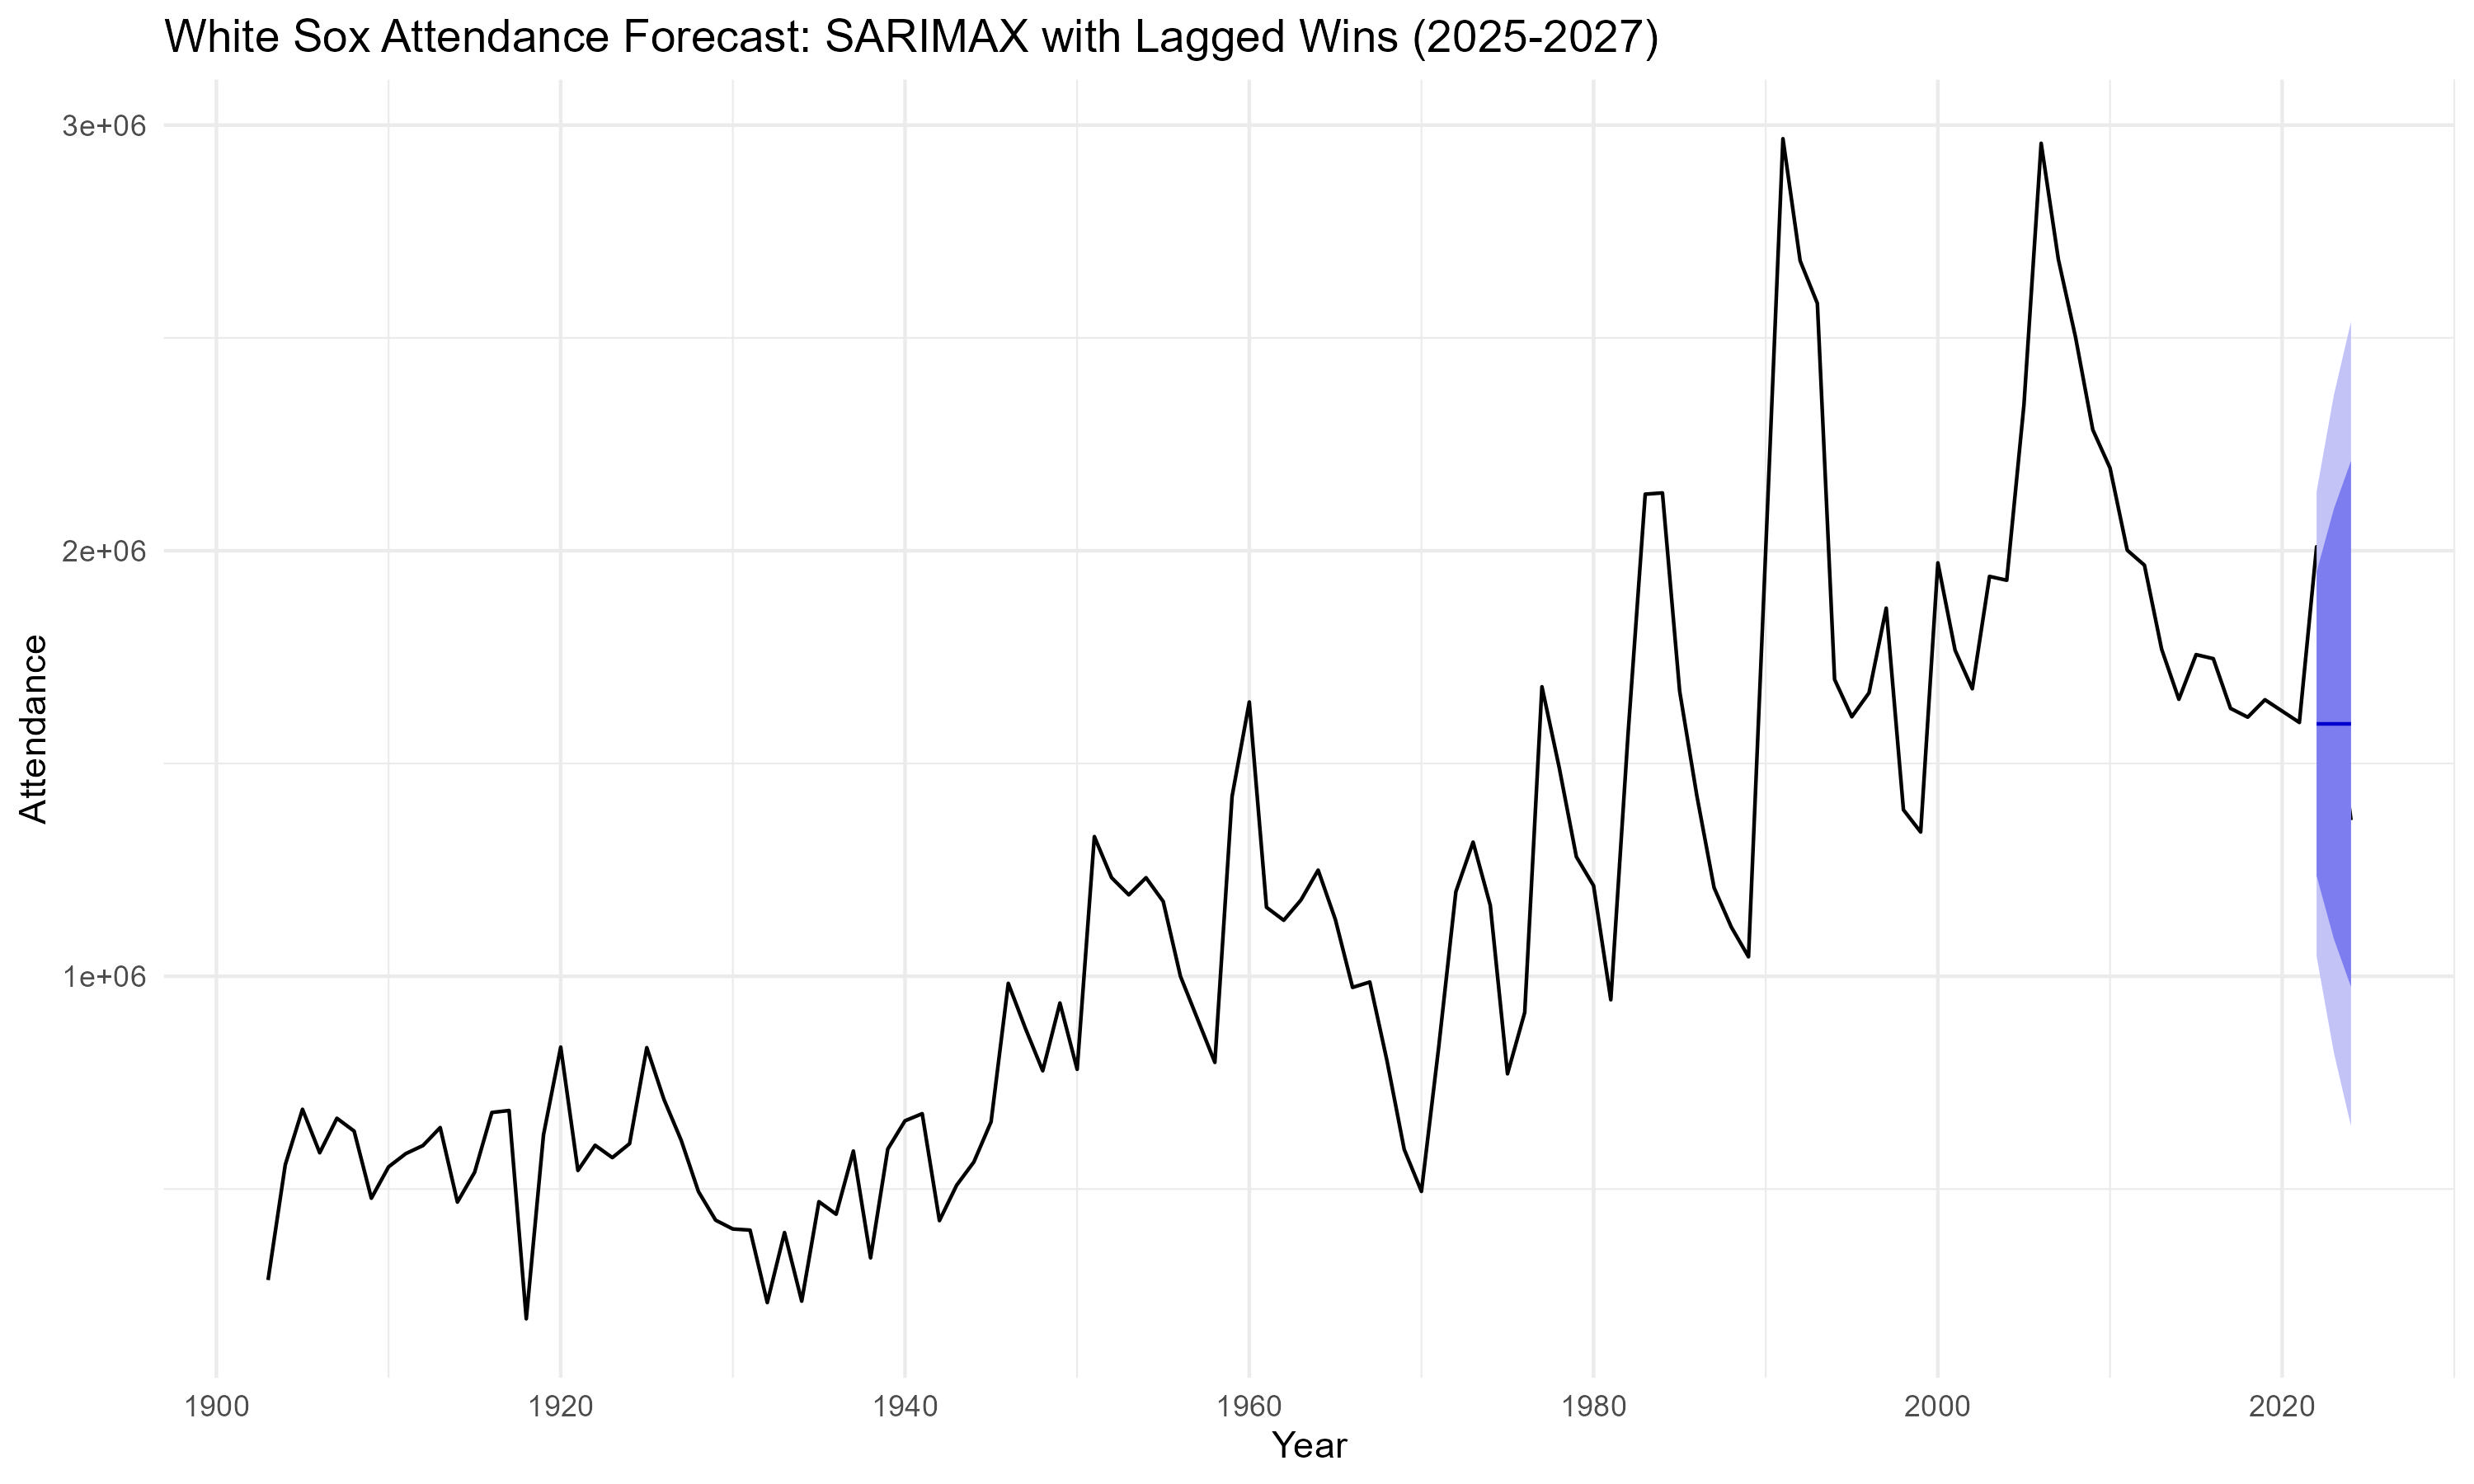 White Sox Attendance Forecast: SARIMAX with Lagged Wins (2025-2027)
3e+06
2e+06
1e+06
Attendance
1900 1920 1940 1960 1980 2000 2020
Year